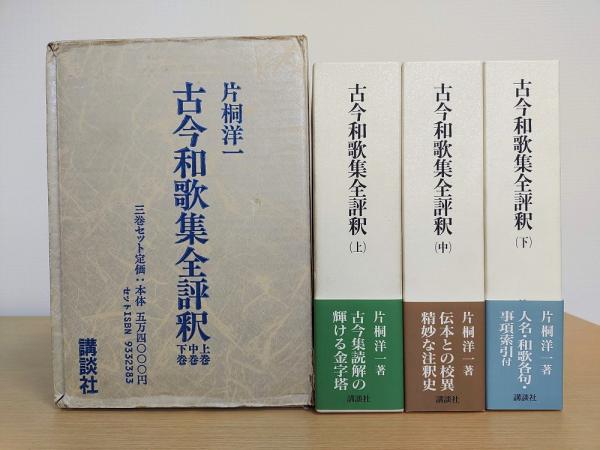 片桐洋一
古今和歌集全評釈
上巻
中巻
下巻
三巻セット定価：本体 五万四〇〇〇円
セットISBN 9332383
講談社
古今和歌集全評釈（上）
片桐洋一著
古今集読解の
輝ける金字塔
講談社
古今和歌集全評釈（中）
片桐洋一著
伝本との校異
精妙な注釈史
講談社
古今和歌集全評釈（下）
片桐洋一著
人名・和歌各句・
事項索引付
講談社